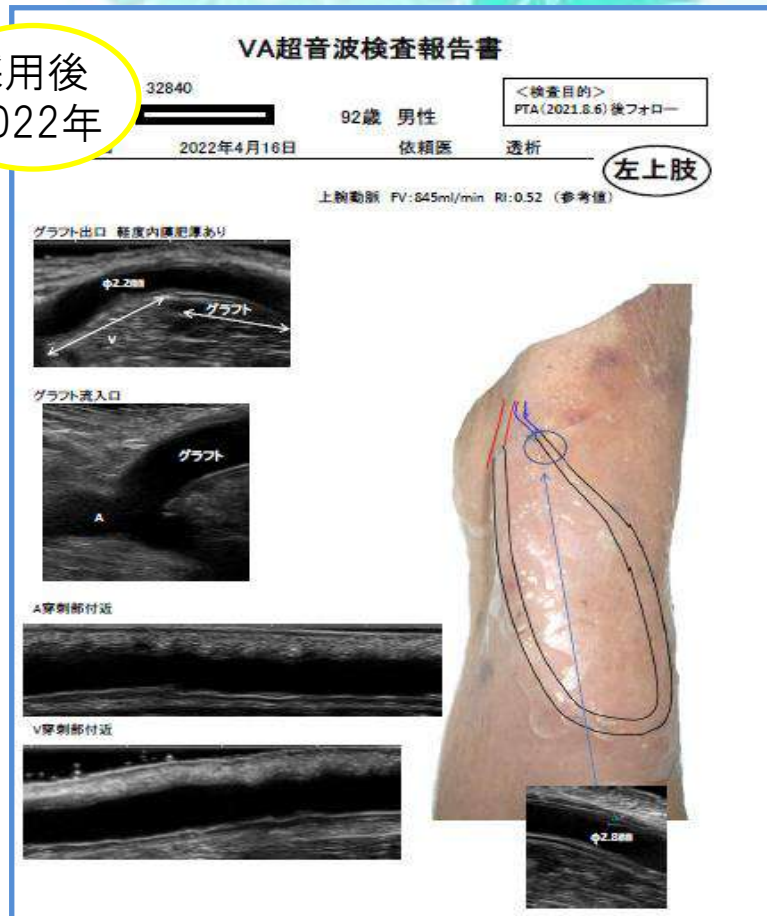 VA超音波検査報告書
用後
022年
32840
92歳 男性
＜検査目的＞
PTA(2021.8.6)後フォロー
2022年4月16日 依頼医 透析
左上肢
上腕動脈 FV:845ml/min RI:0.52 （参考値）
グラフト出口 軽度内膜肥厚あり
φ2.2㎜
グラフト
V
グラフト流入口
グラフト
A
A穿刺部付近
V穿刺部付近
φ2.8㎜